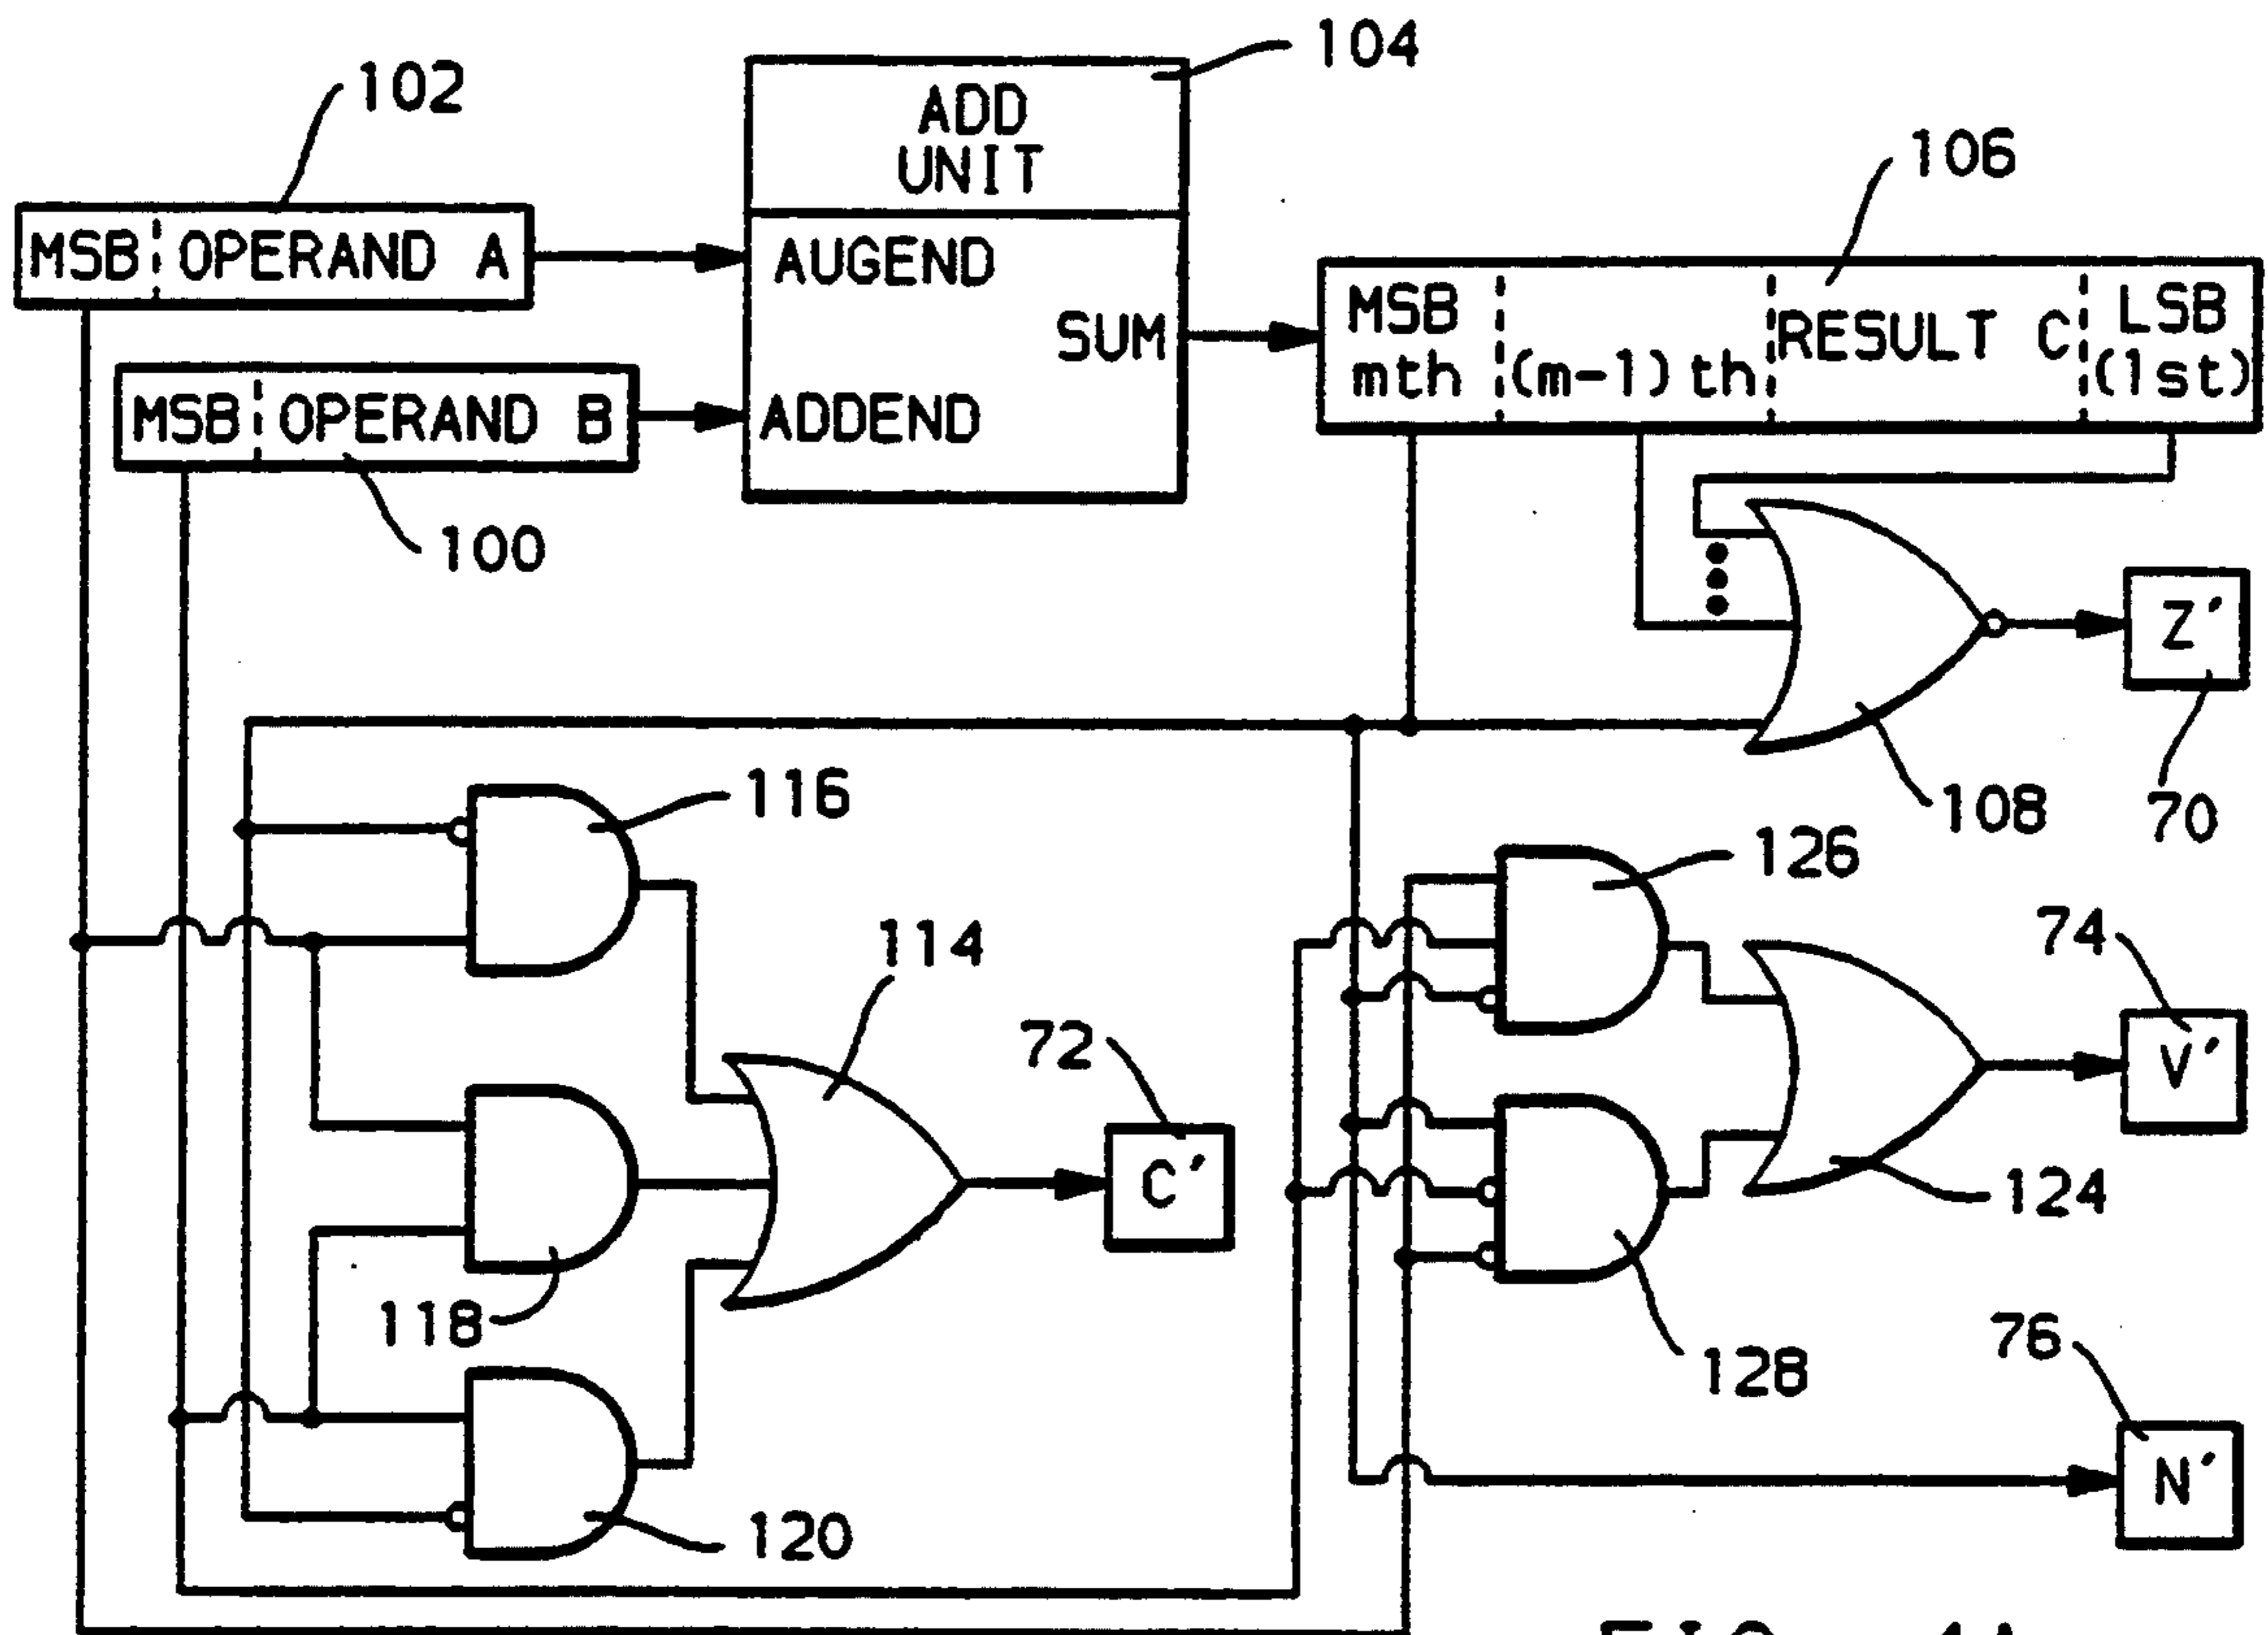 104
102
ADD
UNIT
106
MSB OPERAND A
AUGEND
SUM
MSB
mth
(m-1)th
RESULT C
LSB
(1st)
MSB OPERAND B
ADDEND
100
Z'
116
108
70
126
114
74
72
V'
C'
124
118
128
76
N'
120